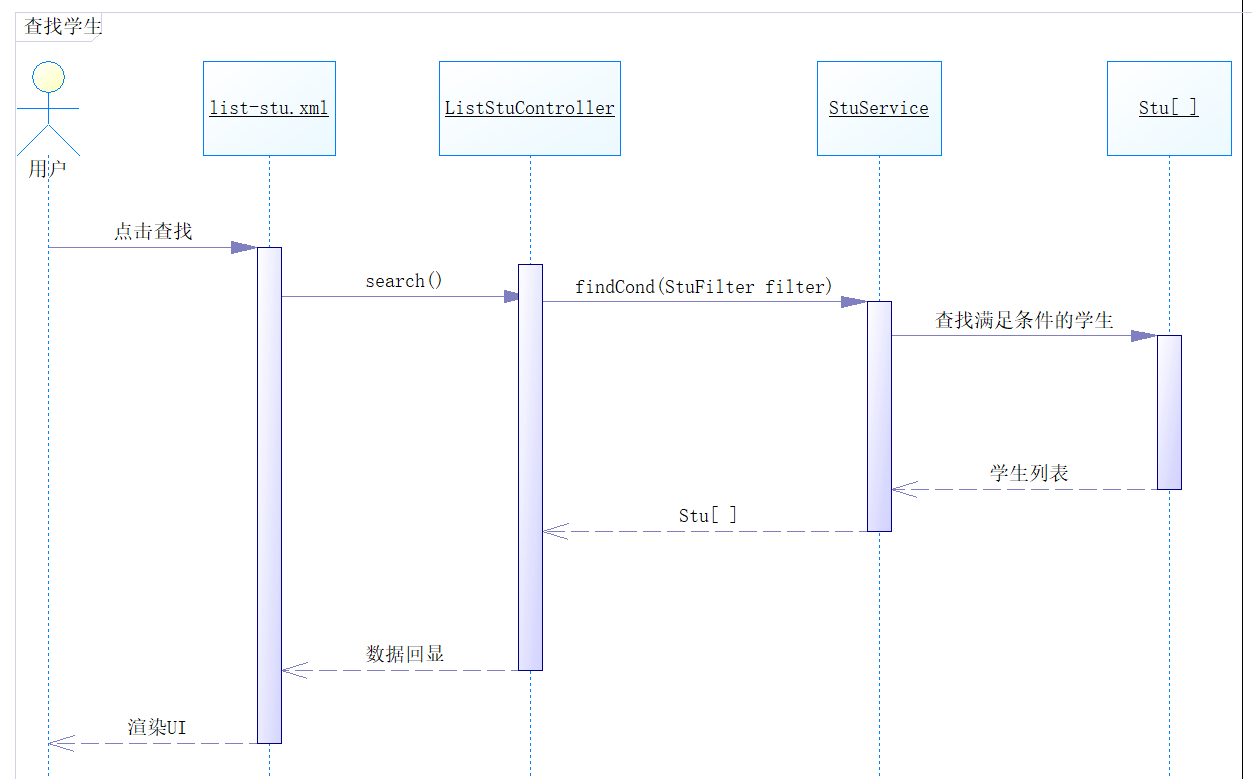 查找学生
用户
list-stu.xml
ListStuController
StuService
Stu[ ]
点击查找
search()
findCond(StuFilter filter)
查找满足条件的学生
学生列表
Stu[ ]
数据回显
渲染UI